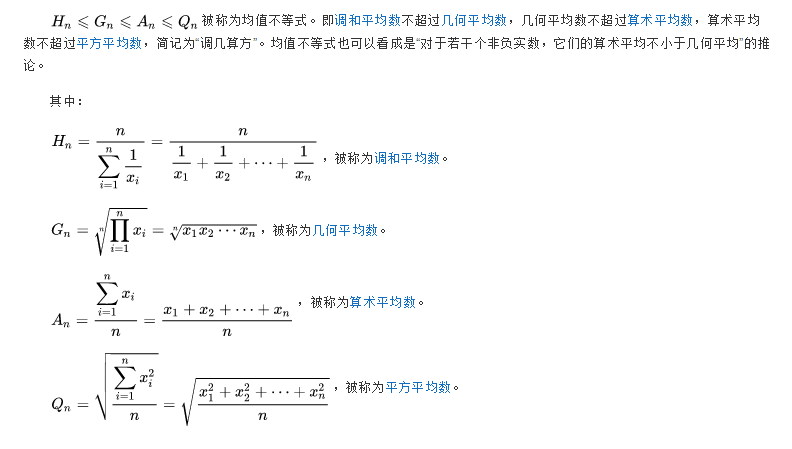 Hₙ ⩽ Gₙ ⩽ Aₙ ⩽ Qₙ 被称为均值不等式。即调和平均数不超过几何平均数，几何平均数不超过算术平均数，算术平均
数不超过平方平均数，简记为“调几算方”。均值不等式也可以看成是“对于若干个非负实数，它们的算术平均不小于几何平均”的推
论。
其中：
$H_n = \frac{n}{\sum_{i=1}^{n} \frac{1}{x_i}} = \frac{n}{\frac{1}{x_1} + \frac{1}{x_2} + \cdots + \frac{1}{x_n}}$ ，被称为调和平均数。
$G_n = \sqrt[n]{\prod_{i=1}^{n} x_i} = \sqrt[n]{x_1 x_2 \cdots x_n}$，被称为几何平均数。
$A_n = \frac{\sum_{i=1}^{n} x_i}{n} = \frac{x_1 + x_2 + \cdots + x_n}{n}$ ，被称为算术平均数。
$Q_n = \sqrt{\frac{\sum_{i=1}^{n} x_i^2}{n}} = \sqrt{\frac{x_1^2 + x_2^2 + \cdots + x_n^2}{n}}$ ，被称为平方平均数。